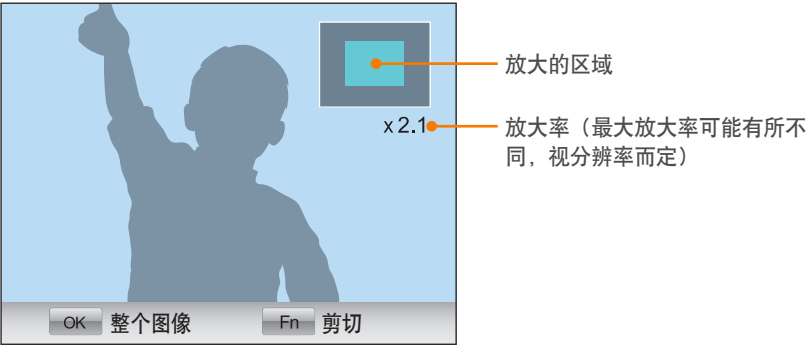 放大的区域
x 2.1
放大率（最大放大率可能有所不
同，视分辨率而定）
OK 整个图像 Fn 剪切